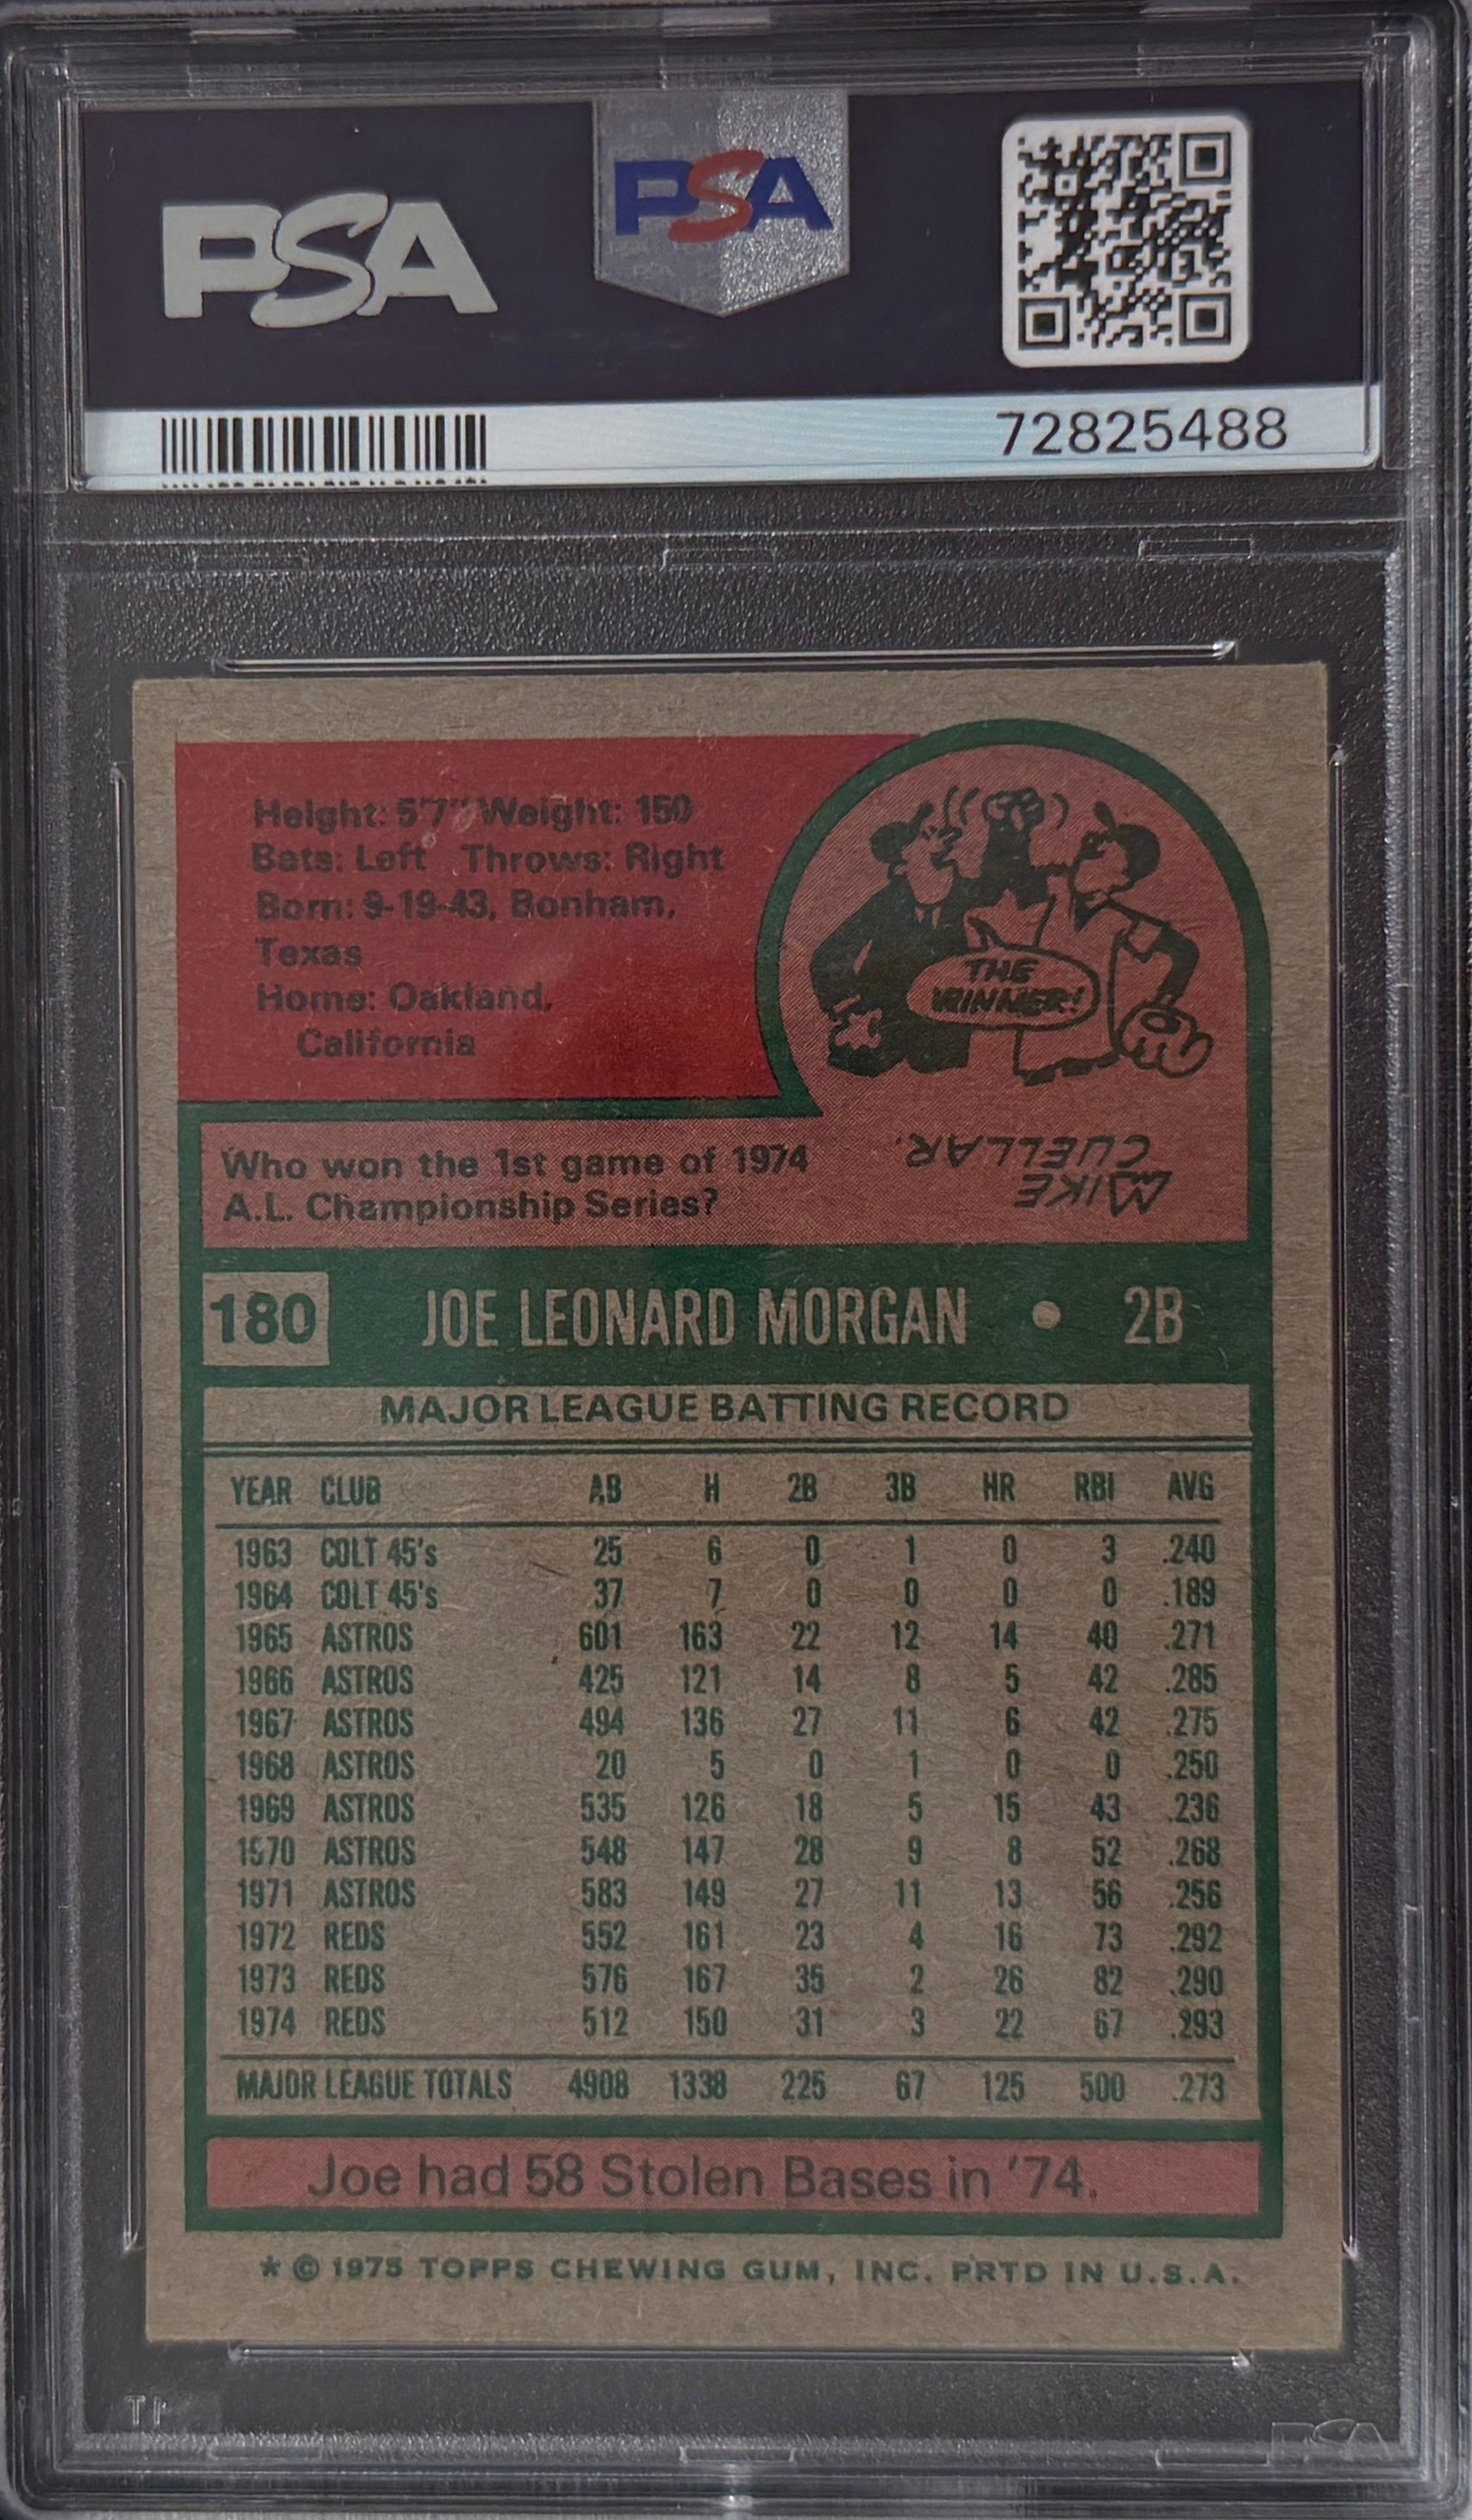 PSA
PSA
72825488
Height: 5'7" Weight: 150
Bats: Left Throws: Right
Born: 9-19-43, Bonham,
Texas
Home: Oakland,
California
THE
WINNER!
Who won the 1st game of 1974
A.L. Championship Series?
MIKE
CUELLAR.
180 JOE LEONARD MORGAN • 2B
MAJOR LEAGUE BATTING RECORD
YEAR CLUB AB H 2B 3B HR RBI AVG
1963 COLT 45's 25 6 0 1 0 3 .240
1964 COLT 45's 37 7 0 0 0 0 .189
1965 ASTROS 601 163 22 12 14 40 .271
1966 ASTROS 425 121 14 8 5 42 .285
1967 ASTROS 494 136 27 11 6 42 .275
1968 ASTROS 20 5 0 1 0 0 .250
1969 ASTROS 535 126 18 5 15 43 .236
1970 ASTROS 548 147 28 9 8 52 .268
1971 ASTROS 583 149 27 11 13 56 .256
1972 REDS 552 161 23 4 16 73 .292
1973 REDS 576 167 35 2 26 82 .290
1974 REDS 512 150 31 3 22 67 .293
MAJOR LEAGUE TOTALS 4908 1338 225 67 125 500 .273
Joe had 58 Stolen Bases in '74.
* © 1975 TOPPS CHEWING GUM, INC. PRTD IN U.S.A.
PSA